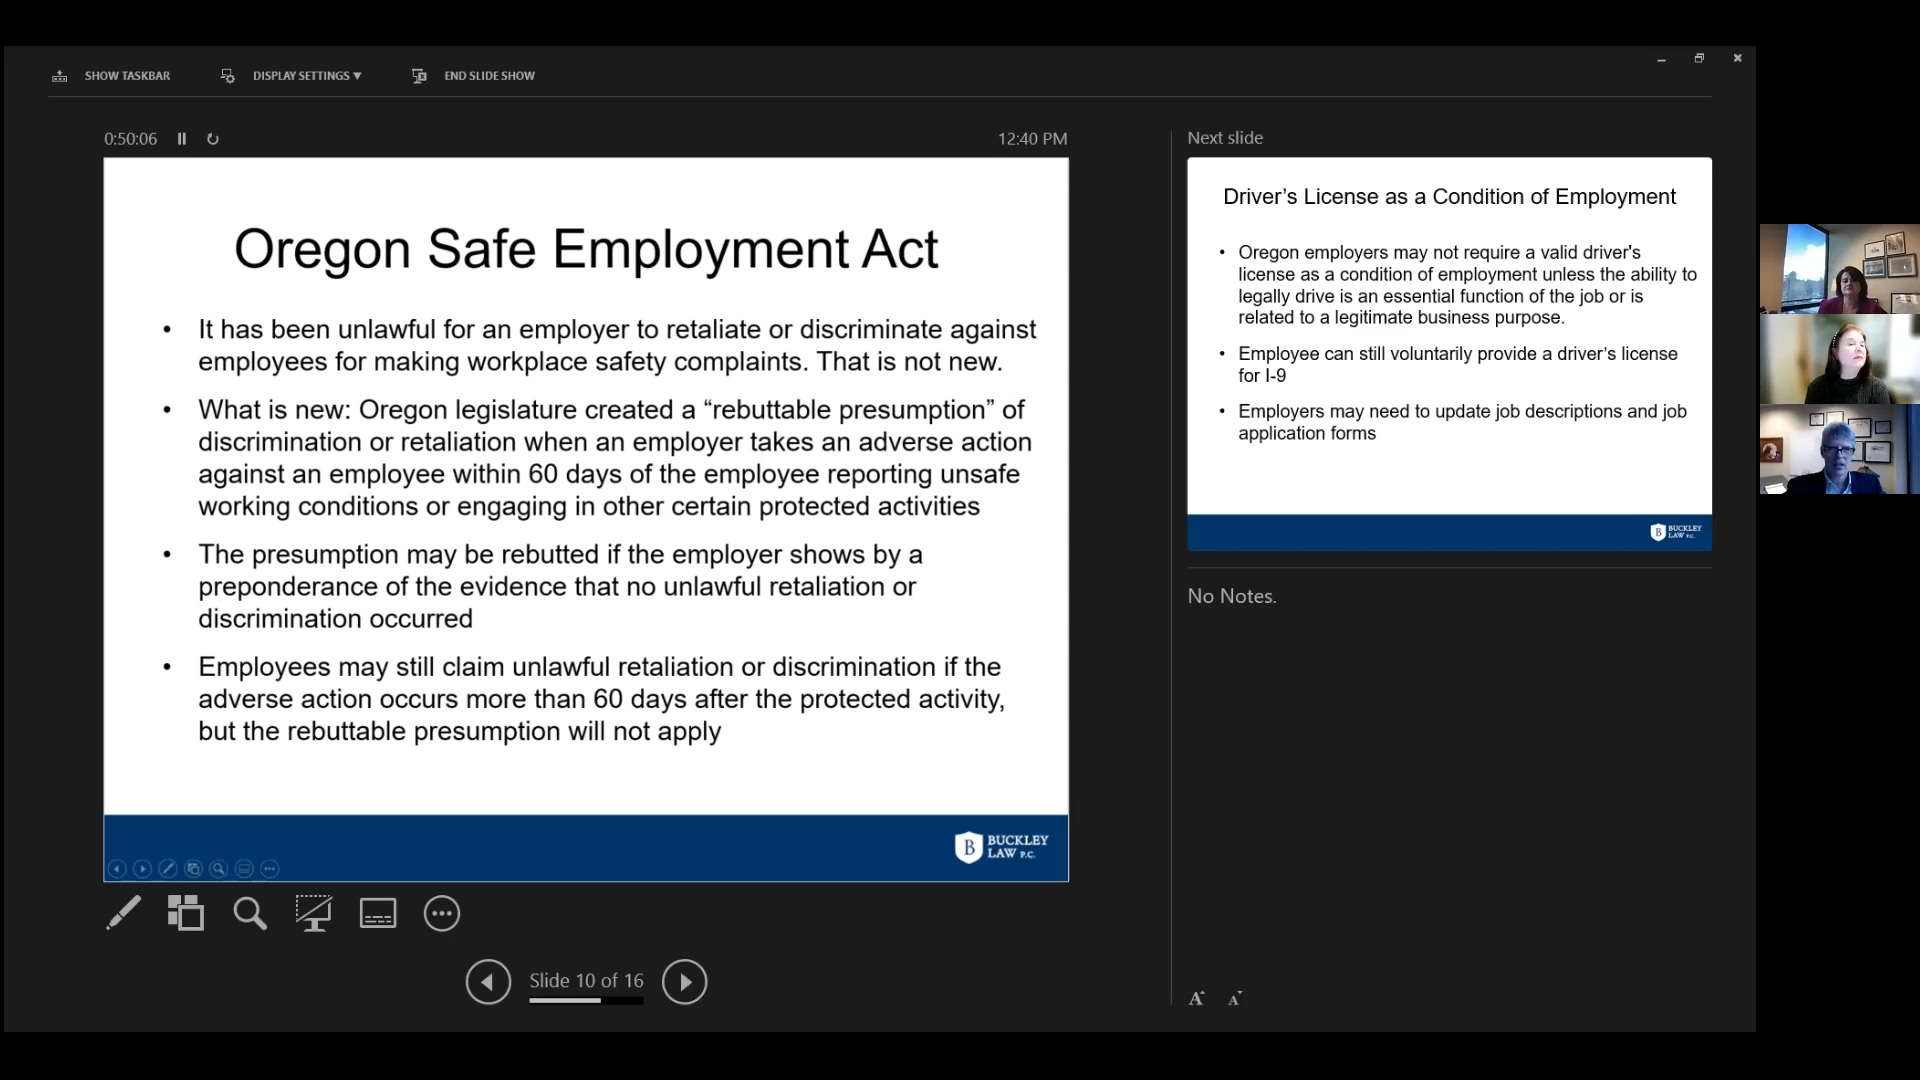 SHOW TASKBAR
DISPLAY SETTINGS ▼
END SLIDE SHOW
0:50:06
12:40 PM
Oregon Safe Employment Act
• It has been unlawful for an employer to retaliate or discriminate against
employees for making workplace safety complaints. That is not new.
• What is new: Oregon legislature created a “rebuttable presumption” of
discrimination or retaliation when an employer takes an adverse action
against an employee within 60 days of the employee reporting unsafe
working conditions or engaging in other certain protected activities
• The presumption may be rebutted if the employer shows by a
preponderance of the evidence that no unlawful retaliation or
discrimination occurred
• Employees may still claim unlawful retaliation or discrimination if the
adverse action occurs more than 60 days after the protected activity,
but the rebuttable presumption will not apply
B
BUCKLEY
LAW P.C.
Slide 10 of 16
Next slide
Driver’s License as a Condition of Employment
• Oregon employers may not require a valid driver's
license as a condition of employment unless the ability to
legally drive is an essential function of the job or is
related to a legitimate business purpose.
• Employee can still voluntarily provide a driver’s license
for I-9
• Employers may need to update job descriptions and job
application forms
B
BUCKLEY
LAW P.C.
No Notes.
A A